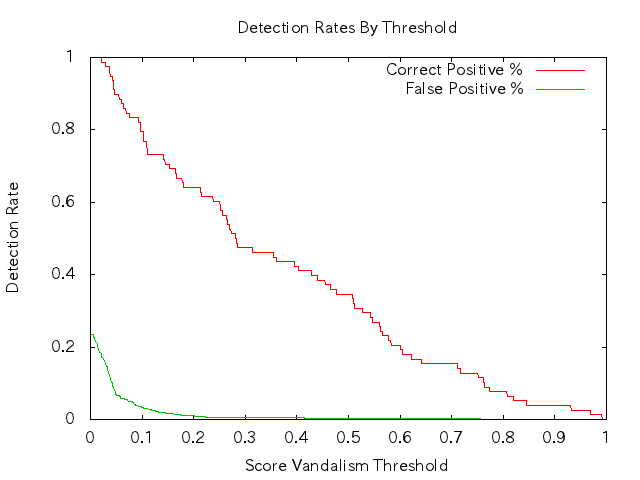 Detection Rates By Threshold
Correct Positive %
False Positive %
1
0.8
0.6
0.4
0.2
0
Detection Rate
0 0.1 0.2 0.3 0.4 0.5 0.6 0.7 0.8 0.9 1
Score Vandalism Threshold